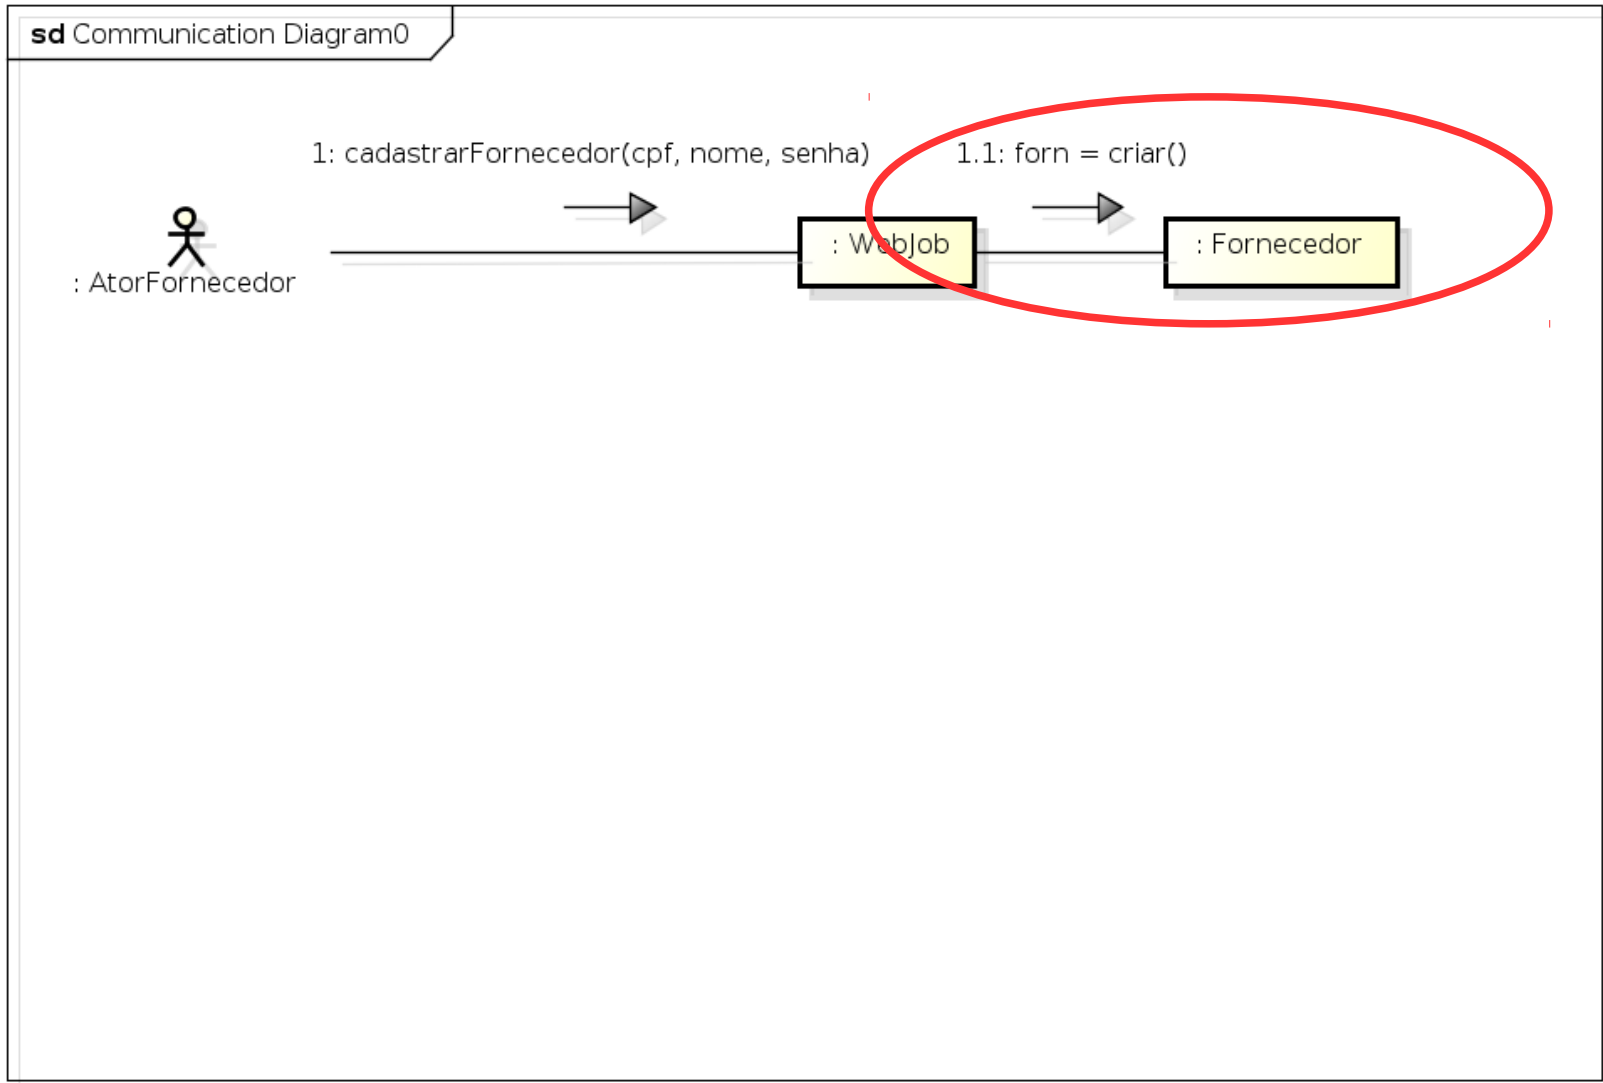 sd Communication Diagram0
1: cadastrarFornecedor(cpf, nome, senha)
1.1: forn = criar()
: WebJob
: Fornecedor
: AtorFornecedor